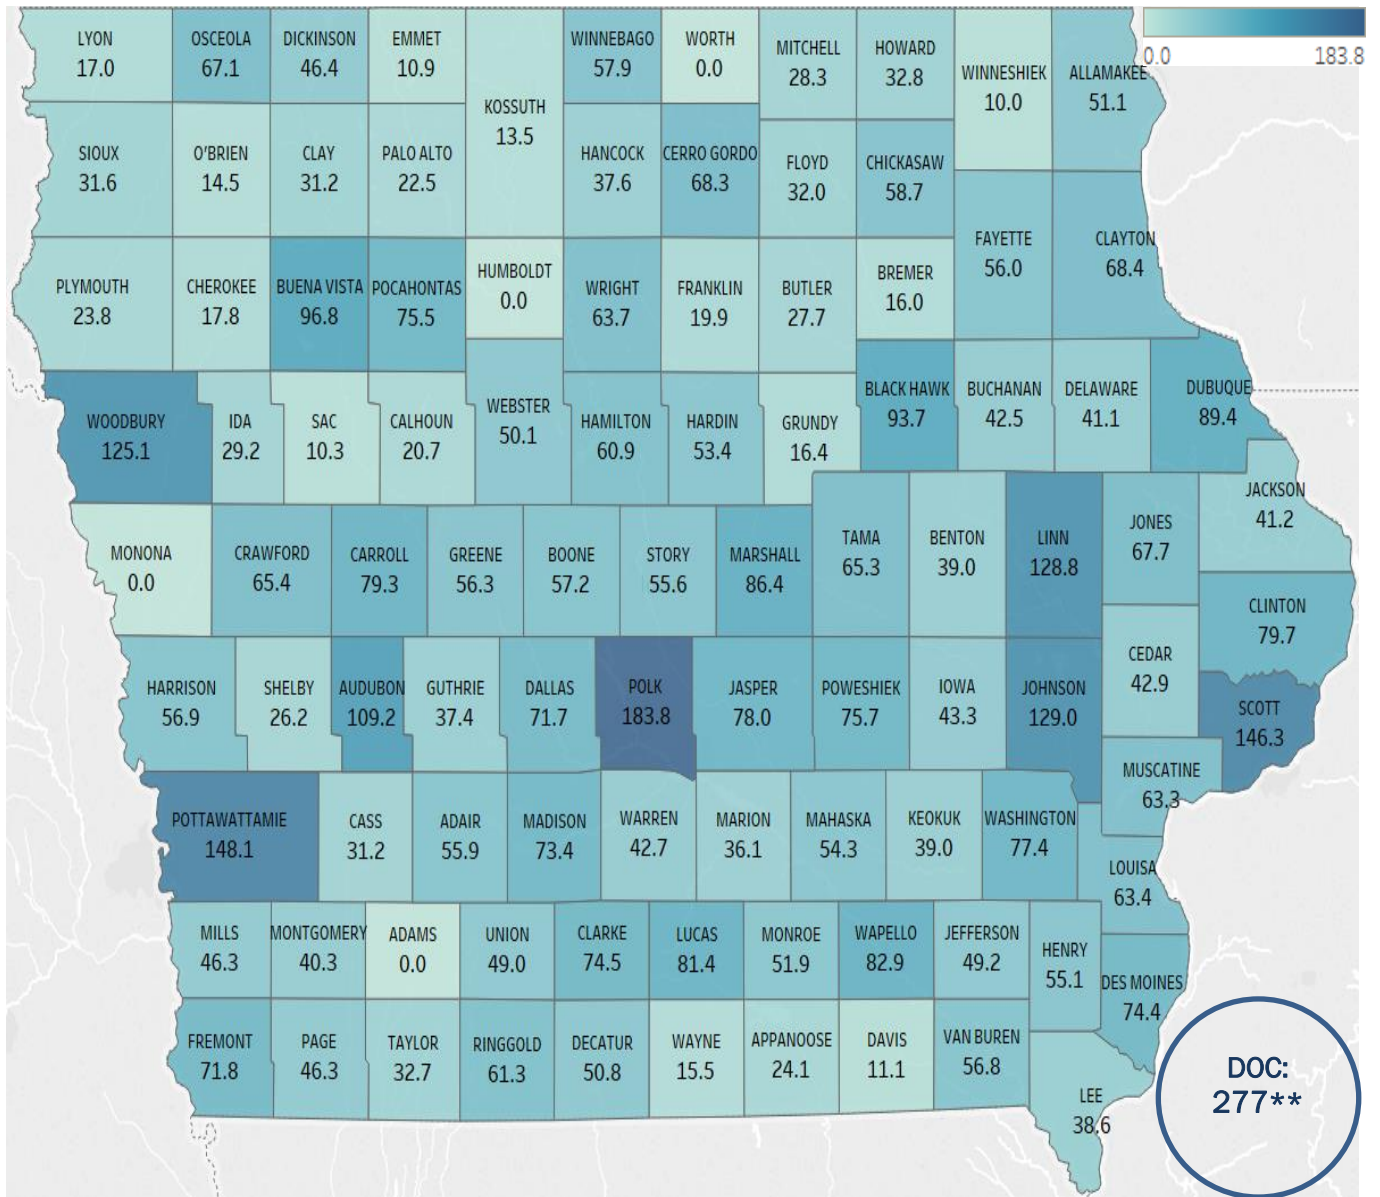 0.0 183.8
LYON
17.0
OSCEOLA
67.1
DICKINSON
46.4
EMMET
10.9
KOSSUTH
13.5
WINNEBAGO
57.9
WORTH
0.0
MITCHELL
28.3
HOWARD
32.8
WINNESHIEK
10.0
ALLAMAKEE
51.1
SIOUX
31.6
O'BRIEN
14.5
CLAY
31.2
PALO ALTO
22.5
HANCOCK
37.6
CERRO GORDO
68.3
FLOYD
32.0
CHICKASAW
58.7
FAYETTE
56.0
CLAYTON
68.4
PLYMOUTH
23.8
CHEROKEE
17.8
BUENA VISTA
96.8
POCAHONTAS
75.5
HUMBOLDT
0.0
WRIGHT
63.7
FRANKLIN
19.9
BUTLER
27.7
BREMER
16.0
WOODBURY
125.1
IDA
29.2
SAC
10.3
CALHOUN
20.7
WEBSTER
50.1
HAMILTON
60.9
HARDIN
53.4
GRUNDY
16.4
BLACK HAWK
93.7
BUCHANAN
42.5
DELAWARE
41.1
DUBUQUE
89.4
JACKSON
41.2
MONONA
0.0
CRAWFORD
65.4
CARROLL
79.3
GREENE
56.3
BOONE
57.2
STORY
55.6
MARSHALL
86.4
TAMA
65.3
BENTON
39.0
LINN
128.8
JONES
67.7
CLINTON
79.7
HARRISON
56.9
SHELBY
26.2
AUDUBON
109.2
GUTHRIE
37.4
DALLAS
71.7
POLK
183.8
JASPER
78.0
POWESHIEK
75.7
IOWA
43.3
JOHNSON
129.0
CEDAR
42.9
SCOTT
146.3
MUSCATINE
63.3
POTTAWATTAMIE
148.1
CASS
31.2
ADAIR
55.9
MADISON
73.4
WARREN
42.7
MARION
36.1
MAHASKA
54.3
KEOKUK
39.0
WASHINGTON
77.4
LOUISA
63.4
MILLS
46.3
MONTGOMERY
40.3
ADAMS
0.0
UNION
49.0
CLARKE
74.5
LUCAS
81.4
MONROE
51.9
WAPELLO
82.9
JEFFERSON
49.2
HENRY
55.1
DES MOINES
74.4
FREMONT
71.8
PAGE
46.3
TAYLOR
32.7
RINGGOLD
61.3
DECATUR
50.8
WAYNE
15.5
APPANOOSE
24.1
DAVIS
11.1
VAN BUREN
56.8
LEE
38.6
DOC:
277**